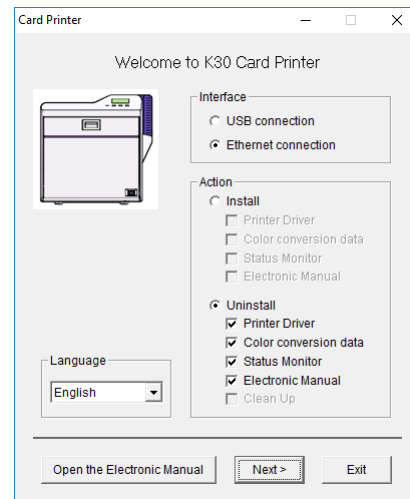 Card Printer
Welcome to K30 Card Printer
Interface
USB connection
Ethernet connection
Action
Install
Printer Driver
Color conversion data
Status Monitor
Electronic Manual
Uninstall
Printer Driver
Color conversion data
Status Monitor
Electronic Manual
Clean Up
Language
English
Open the Electronic Manual
Next >
Exit